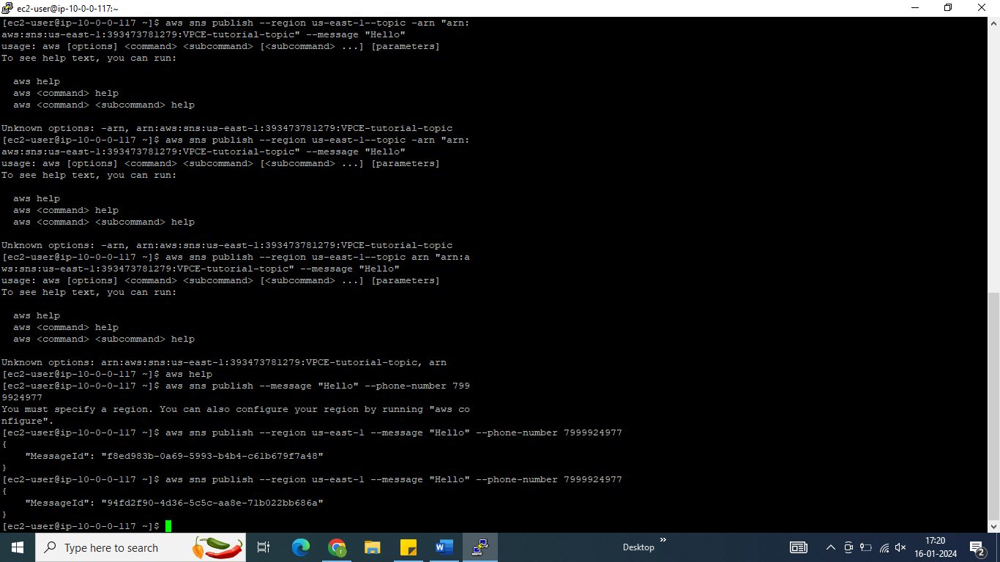 ec2-user@ip-10-0-0-117:~
[ec2-user@ip-10-0-0-117 ~]$ aws sns publish --region us-east-1--topic -arn "arn:
aws:sns:us-east-1:393473781279:VPCE-tutorial-topic" --message "Hello"
usage: aws [options] <command> <subcommand> [<subcommand> ...] [parameters]
To see help text, you can run:
aws help
aws <command> help
aws <command> <subcommand> help
Unknown options: -arn, arn:aws:sns:us-east-1:393473781279:VPCE-tutorial-topic
[ec2-user@ip-10-0-0-117 ~]$ aws sns publish --region us-east-1--topic -arn "arn:
aws:sns:us-east-1:393473781279:VPCE-tutorial-topic" --message "Hello"
usage: aws [options] <command> <subcommand> [<subcommand> ...] [parameters]
To see help text, you can run:
aws help
aws <command> help
aws <command> <subcommand> help
Unknown options: -arn, arn:aws:sns:us-east-1:393473781279:VPCE-tutorial-topic
[ec2-user@ip-10-0-0-117 ~]$ aws sns publish --region us-east-1--topic arn "arn:a
ws:sns:us-east-1:393473781279:VPCE-tutorial-topic" --message "Hello"
usage: aws [options] <command> <subcommand> [<subcommand> ...] [parameters]
To see help text, you can run:
aws help
aws <command> help
aws <command> <subcommand> help
Unknown options: arn:aws:sns:us-east-1:393473781279:VPCE-tutorial-topic, arn
[ec2-user@ip-10-0-0-117 ~]$ aws help
[ec2-user@ip-10-0-0-117 ~]$ aws sns publish --message "Hello" --phone-number 799
9924977
You must specify a region. You can also configure your region by running "aws co
nfigure".
[ec2-user@ip-10-0-0-117 ~]$ aws sns publish --region us-east-1 --message "Hello" --phone-number 7999924977
{
"MessageId": "f8ed983b-0a69-5993-b4b4-c61b679f7a48"
}
[ec2-user@ip-10-0-0-117 ~]$ aws sns publish --region us-east-1 --message "Hello" --phone-number 7999924977
{
"MessageId": "94fd2f90-4d36-5c5c-aa8e-71b022bb686a"
}
[ec2-user@ip-10-0-0-117 ~]$
Type here to search
Desktop
17:20
16-01-2024
2